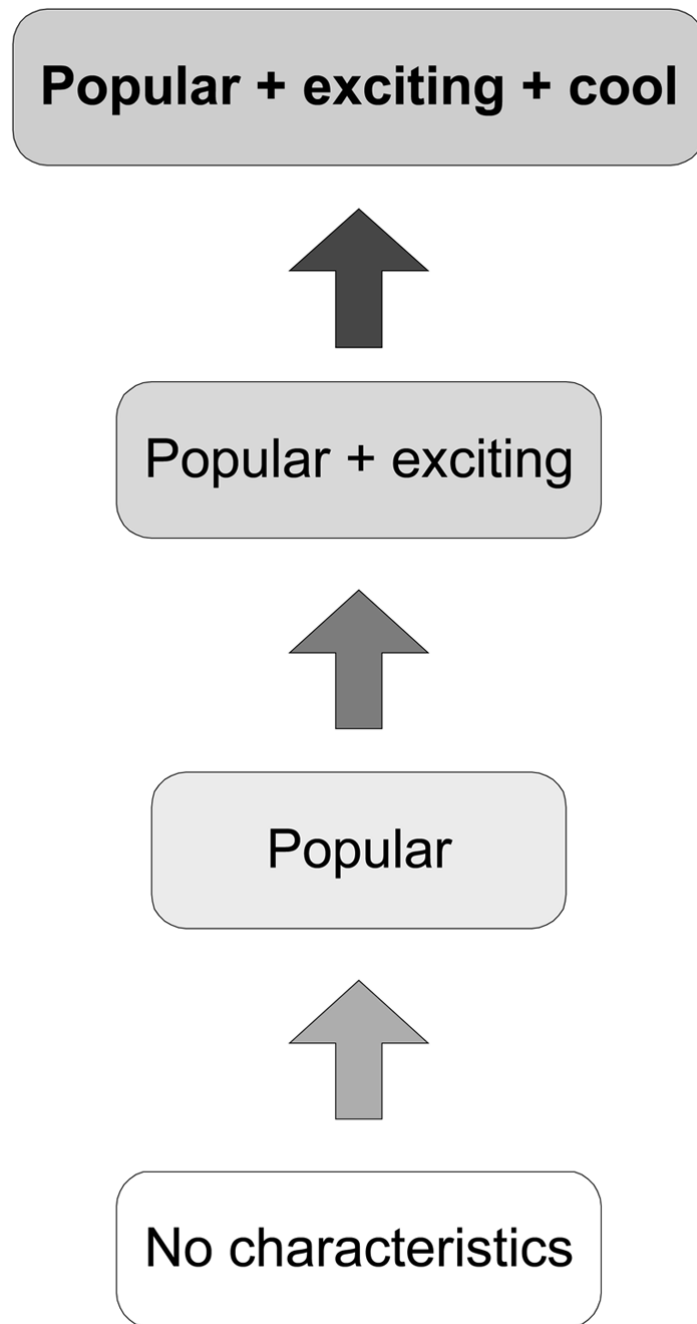 Popular + exciting + cool
Popular + exciting
Popular
No characteristics